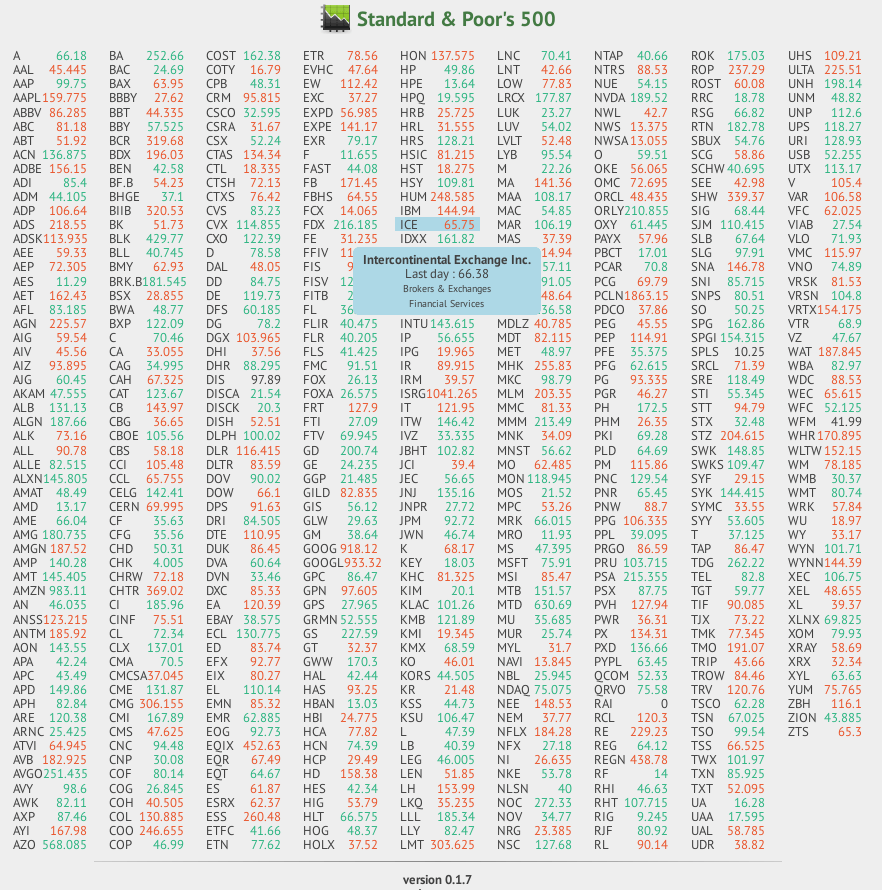 Standard & Poor's 500
A 66.18
AAL 45.445
AAP 99.75
AAPL 159.775
ABBV 86.285
ABC 81.18
ABT 51.92
ACN 136.875
ADBE 156.15
ADI 85.4
ADM 44.105
ADP 106.64
ADS 218.55
ADSK 113.935
AEE 59.33
AEP 72.305
AES 11.29
AET 162.43
AFL 83.185
AGN 225.57
AIG 59.54
AIV 45.56
AIZ 93.895
AJG 60.45
AKAM 47.555
ALB 131.13
ALGN 187.66
ALK 73.16
ALL 90.78
ALLE 82.515
ALXN 145.805
AMAT 48.49
AMD 13.17
AME 66.04
AMG 180.735
AMGN 187.52
AMP 140.28
AMT 145.405
AMZN 983.11
AN 46.035
ANSS 123.215
ANTM 185.92
AON 143.55
APA 42.24
APC 43.49
APD 149.86
APH 82.84
ARE 120.38
ARNC 25.425
ATVI 64.945
AVB 182.925
AVGO 251.435
AVY 98.6
AWK 82.11
AXP 87.46
AYI 167.98
AZO 568.085
BA 252.66
BAC 24.69
BAX 63.95
BBBY 27.62
BBT 44.335
BBY 57.525
BCR 319.68
BDX 196.03
BEN 42.58
BF.B 54.23
BHGE 37.1
BIIB 320.53
BK 51.73
BLK 429.77
BLL 40.745
BMY 62.93
BRK.B 181.545
BSX 28.855
BWA 48.77
BXP 122.09
C 70.46
CA 33.055
CAG 34.995
CAH 67.325
CAT 123.67
CB 143.97
CBG 36.65
CBOE 105.56
CBS 58.18
CCI 105.48
CCL 65.755
CELG 142.41
CERN 69.995
CF 35.63
CFG 35.56
CHD 50.31
CHK 4.005
CHRW 72.18
CHTR 369.02
CI 185.96
CINF 75.51
CL 72.34
CLX 137.01
CMA 70.5
CMCSA 37.045
CME 131.87
CMG 306.155
CMI 167.89
CMS 47.625
CNC 94.48
CNP 30.08
COF 80.14
COG 26.845
COH 40.505
COL 130.885
COO 246.655
COP 46.99
COST 162.38
COTY 16.79
CPB 48.31
CRM 95.815
CSCO 32.595
CSRA 31.67
CSX 52.24
CTAS 134.34
CTL 18.335
CTSH 72.13
CTXS 76.42
CVS 83.23
CVX 114.855
CXO 122.39
D 78.58
DAL 48.05
DD 84.75
DE 119.73
DFS 60.185
DG 78.2
DGX 103.965
DHI 37.56
DHR 88.295
DIS 97.89
DISCA 21.54
DISCK 20.3
DISH 52.51
DLPH 100.02
DLR 116.415
DLTR 83.59
DOV 90.02
DOW 66.1
DPS 91.63
DRI 84.505
DTE 110.95
DUK 86.45
DVA 60.64
DVN 33.46
DXC 85.33
EA 120.39
EBAY 38.575
ECL 130.775
ED 83.74
EFX 92.77
EIX 80.27
EL 110.14
EMN 85.32
EMR 62.885
EOG 92.73
EQIX 452.63
EQR 67.49
EQT 64.67
ES 61.87
ESRX 62.37
ESS 260.48
ETFC 41.66
ETN 77.62
ETR 78.56
EVHC 47.64
EW 112.42
EXC 37.27
EXPD 56.985
EXPE 141.17
EXR 79.17
F 11.655
FAST 44.08
FB 171.45
FBHS 64.55
FCX 14.065
FDX 216.185
FE 31.235
FFIV
FIS
FISV
FITB
FL
FLIR 40.475
FLR 40.205
FLS 41.425
FMC 91.51
FOX 26.13
FOXA 26.575
FRT 127.9
FTI 27.09
FTV 69.945
GD 200.74
GE 24.235
GGP 21.485
GILD 82.835
GIS 56.12
GLW 29.63
GM 38.64
GOOG 918.12
GOOGL 933.32
GPC 86.47
GPN 97.605
GPS 27.965
GRMN 52.555
GS 227.59
GT 32.37
GWW 170.3
HAL 42.44
HAS 93.25
HBAN 13.03
HBI 24.775
HCA 77.82
HCN 74.39
HCP 29.49
HD 158.38
HES 42.34
HIG 53.79
HLT 66.575
HOG 48.37
HOLX 37.52
HON 137.575
HP 49.86
HPE 13.64
HPQ 19.595
HRB 25.725
HRL 31.555
HRS 128.21
HSIC 81.215
HST 18.275
HSY 109.81
HUM 248.585
IBM 144.94
ICE 65.75
IDXX 161.82
Intercontinental Exchange Inc.
Last day : 66.38
Brokers & Exchanges
Financial Services
INTU 143.615
IP 56.655
IPG 19.965
IR 89.915
IRM 39.57
ISRG 1041.265
IT 121.95
ITW 146.42
IVZ 33.335
JBHT 102.82
JCI 39.4
JEC 56.65
JNJ 135.16
JNPR 27.72
JPM 92.72
JWN 46.74
K 68.17
KEY 18.03
KHC 81.325
KIM 20.1
KLAC 101.26
KMB 121.89
KMI 19.345
KMX 68.59
KO 46.01
KORS 44.505
KR 21.48
KSS 44.73
KSU 106.47
L 47.39
LB 40.39
LEG 46.005
LEN 51.85
LH 153.99
LKQ 35.235
LLL 185.34
LLY 82.47
LMT 303.625
LNC 70.41
LNT 42.66
LOW 77.83
LRCX 177.87
LUK 23.27
LUV 54.02
LVLT 52.48
LYB 95.54
M 22.26
MA 141.36
MAA 108.17
MAC 54.85
MAR 106.19
MAS 37.39
14.94
57.11
91.05
48.64
36.58
MDLZ 40.785
MDT 82.115
MET 48.97
MHK 255.83
MKC 98.79
MLM 203.35
MMC 81.33
MMM 213.49
MNK 34.09
MNST 56.62
MO 62.485
MON 118.945
MOS 21.52
MPC 53.26
MRK 66.015
MRO 11.93
MS 47.395
MSFT 75.91
MSI 85.47
MTB 151.57
MTD 630.69
MU 35.685
MUR 25.74
MYL 31.7
NAVI 13.845
NBL 25.945
NDAQ 75.075
NEE 148.53
NEM 37.77
NFLX 184.28
NFX 27.18
NI 26.635
NKE 53.78
NLSN 40
NOC 272.33
NOV 34.77
NRG 23.385
NSC 127.68
NTAP 40.66
NTRS 88.53
NUE 54.15
NVDA 189.52
NWL 42.7
NWS 13.375
NWSA 13.055
O 59.51
OKE 56.065
OMC 72.695
ORCL 48.435
ORLY 210.855
OXY 61.445
PAYX 57.96
PBCT 17.01
PCAR 70.8
PCG 69.79
PCLN 1863.15
PDCO 37.86
PEG 45.55
PEP 114.91
PFE 35.375
PFG 62.615
PG 93.335
PGR 46.27
PH 172.5
PHM 26.35
PKI 69.28
PLD 64.69
PM 115.86
PNC 129.54
PNR 65.45
PNW 88.7
PPG 106.335
PPL 39.095
PRGO 86.59
PRU 103.715
PSA 215.355
PSX 87.75
PVH 127.94
PWR 36.31
PX 134.31
PXD 136.66
PYPL 63.45
QCOM 52.33
QRVO 75.58
RAI 0
RCL 120.3
RE 229.23
REG 64.12
REGN 438.78
RF 14
RHI 46.63
RHT 107.715
RIG 9.245
RJF 80.92
RL 90.14
ROK 175.03
ROP 237.29
ROST 60.08
RRC 18.78
RSG 66.82
RTN 182.78
SBUX 54.76
SCG 58.86
SCHW 40.695
SEE 42.98
SHW 339.37
SIG 68.44
SJM 110.415
SLB 67.64
SLG 97.91
SNA 146.78
SNI 85.715
SNPS 80.51
SO 50.25
SPG 162.86
SPGI 154.315
SPLS 10.25
SRCL 71.39
SRE 118.49
STI 55.345
STT 94.79
STX 32.48
STZ 204.615
SWK 148.85
SWKS 109.47
SYF 29.15
SYK 144.415
SYMC 33.55
SYY 53.605
T 37.125
TAP 86.47
TDG 262.22
TEL 82.8
TGT 59.77
TIF 90.085
TJX 73.22
TMK 77.345
TMO 191.07
TRIP 43.66
TROW 84.46
TRV 120.76
TSCO 62.28
TSN 67.025
TSO 99.54
TSS 66.525
TWX 101.97
TXN 85.925
TXT 52.095
UA 16.28
UAA 17.595
UAL 58.785
UDR 38.82
UHS 109.21
ULTA 225.51
UNH 198.14
UNM 48.82
UNP 112.6
UPS 118.27
URI 128.93
USB 52.255
UTX 113.17
V 105.4
VAR 106.58
VFC 62.025
VIAB 27.54
VLO 71.93
VMC 115.97
VNO 74.89
VRSK 81.53
VRSN 104.8
VRTX 154.175
VTR 68.9
VZ 47.67
WAT 187.845
WBA 82.97
WDC 88.53
WEC 65.615
WFC 52.125
WFM 41.99
WHR 170.895
WLTW 152.15
WM 78.185
WMB 30.37
WMT 80.74
WRK 57.84
WU 18.97
WY 33.17
WYN 101.71
WYNN 144.39
XEC 106.75
XEL 48.655
XL 39.37
XLNX 69.825
XOM 79.93
XRAY 58.69
XRX 32.34
XYL 63.63
YUM 75.765
ZBH 116.1
ZION 43.885
ZTS 65.3
version 0.1.7